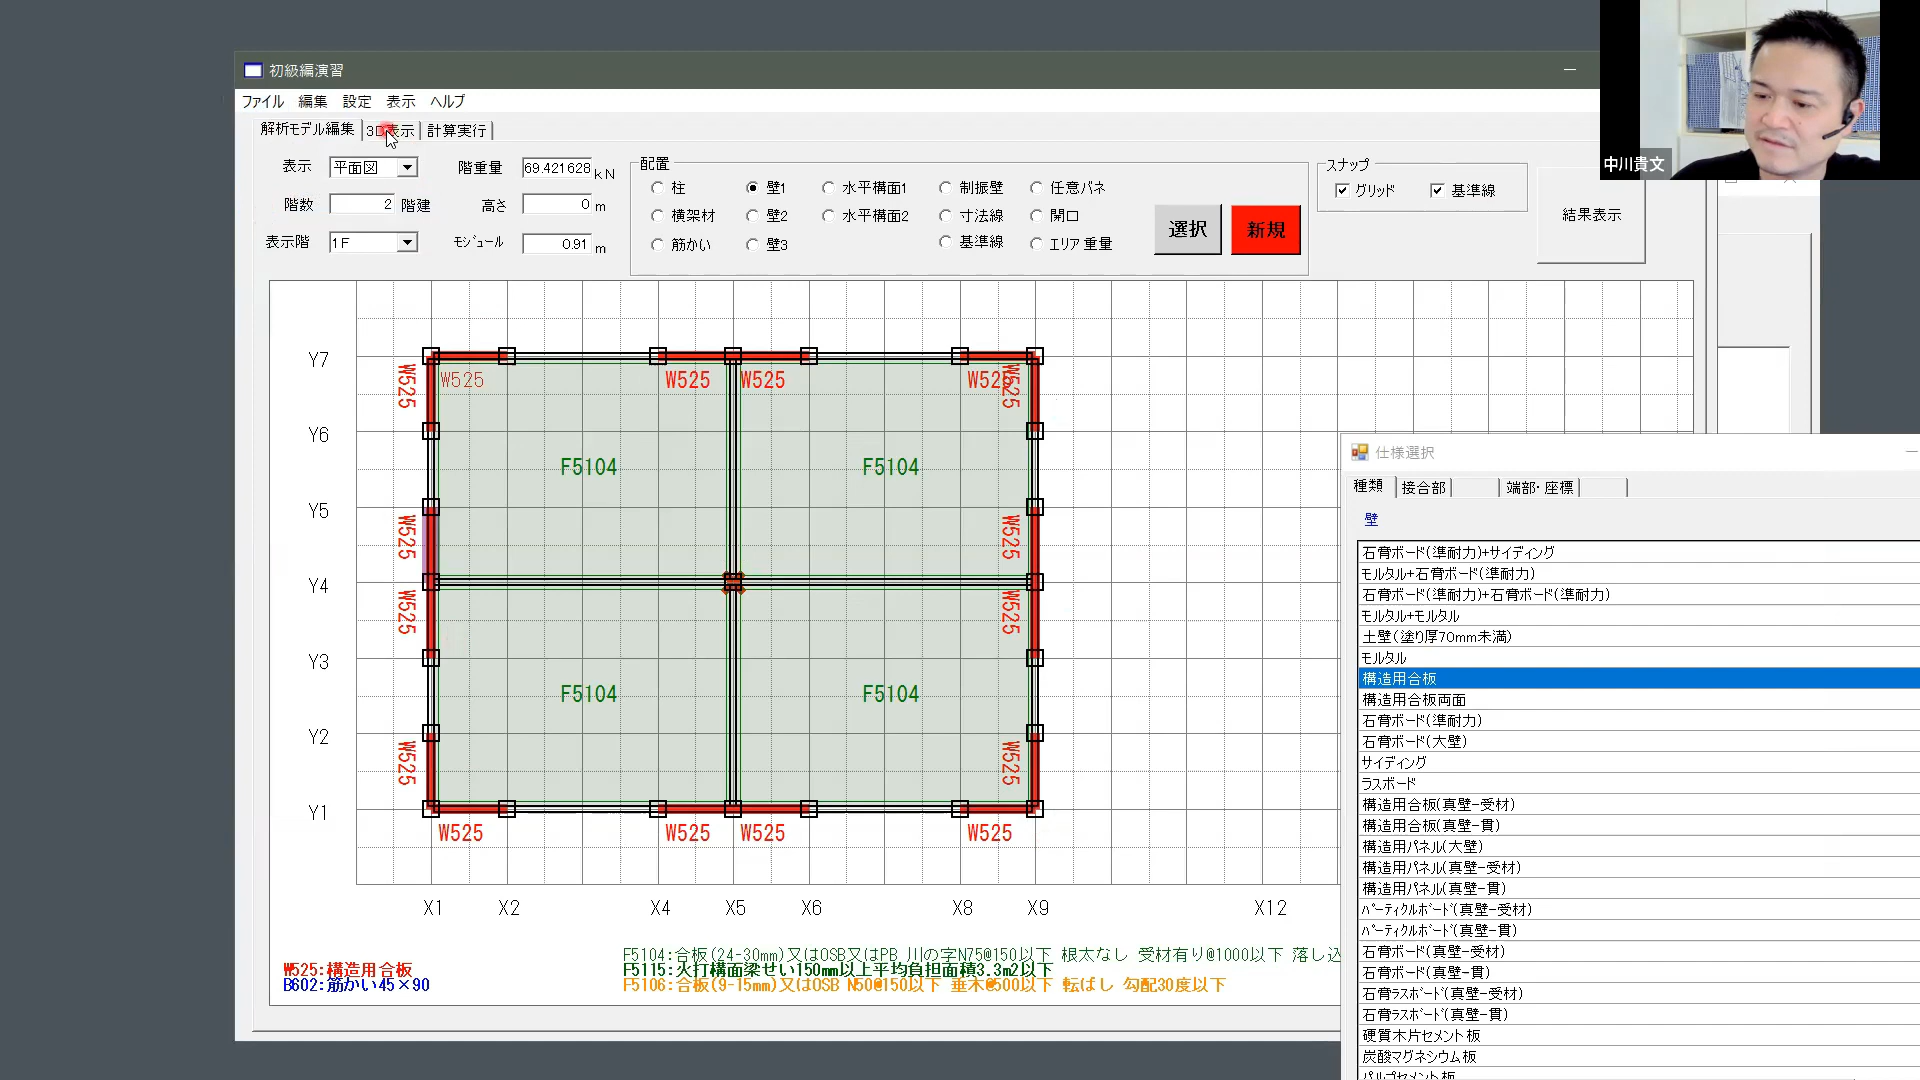 初級編演習
ファイル 編集 設定 表示 ヘルプ
解析モデル編集 3D表示 計算実行
表示 平面図
階数 2 階建
表示階 1F
階重量 69.421628 kN
高さ 0 m
モジュール 0.91 m
配置
柱 壁1 水平構面1 制振壁 任意バネ
横架材 壁2 水平構面2 寸法線 開口
筋かい 壁3 基準線 エリア重量
選択 新規
スナップ
グリッド 基準線
結果表示
中川貴文
Y7
Y6
Y5
Y4
Y3
Y2
Y1
W525 W525 W525 W525
W525 W525
F5104 F5104
W525 W525
W525 W525
F5104 F5104
W525 W525
W525 W525 W525 W525
X1 X2 X4 X5 X6 X8 X9 X12
W525:構造用合板
B602:筋かい45×90
F5104:合板(24-30mm)又はOSB又はPB 川の字N75@150以下 根太なし 受材有り@1000以下 落し込
F5115:火打構面梁せい150mm以上平均負担面積3.3m2以下
F5106:合板(9-15mm)又はOSB N50@150以下 垂木@500以下 転ばし 勾配30度以下
仕様選択
種類 接合部 端部・座標
壁
石膏ボード(準耐力)+サイディング
モルタル+石膏ボード(準耐力)
石膏ボード(準耐力)+石膏ボード(準耐力)
モルタル+モルタル
土壁(塗り厚70mm未満)
モルタル
構造用合板
構造用合板両面
石膏ボード(準耐力)
石膏ボード(大壁)
サイディング
ラスボード
構造用合板(真壁-受材)
構造用合板(真壁-貫)
構造用パネル(大壁)
構造用パネル(真壁-受材)
構造用パネル(真壁-貫)
パーティクルボード(真壁-受材)
パーティクルボード(真壁-貫)
石膏ボード(真壁-受材)
石膏ボード(真壁-貫)
石膏ラスボード(真壁-受材)
石膏ラスボード(真壁-貫)
硬質木片セメント板
炭酸マグネシウム板
パルプセメント板